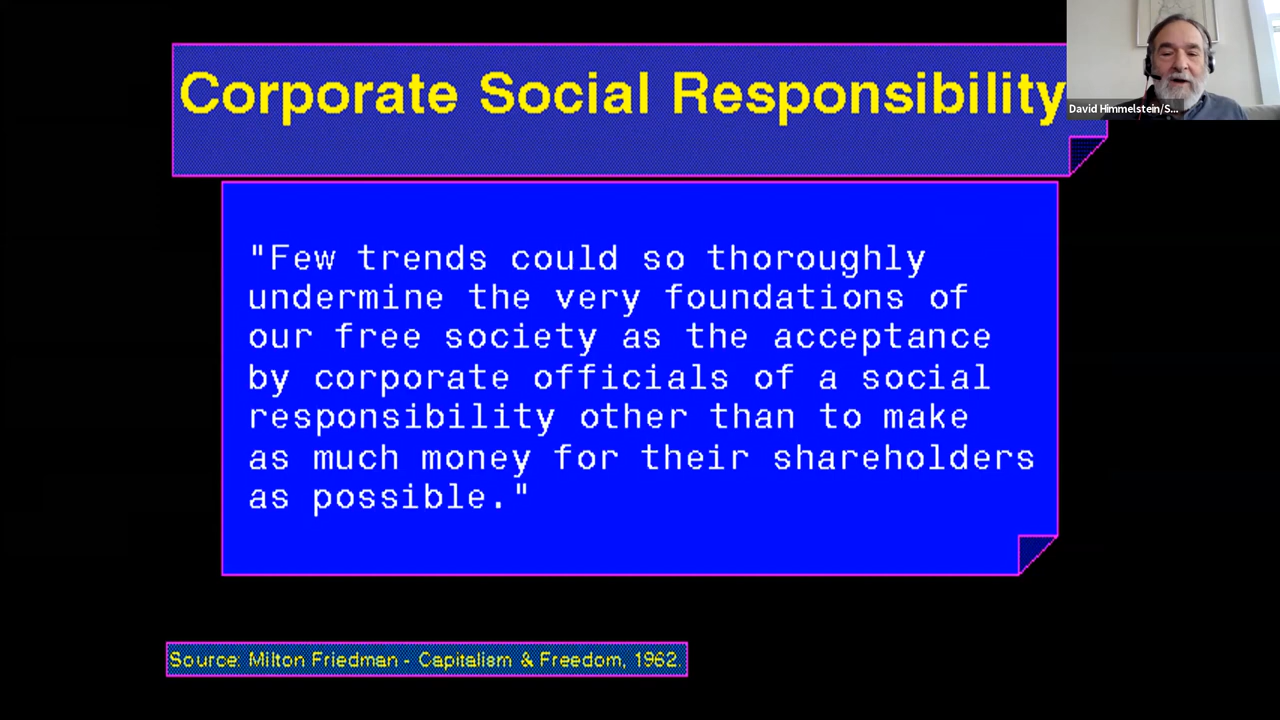 Corporate Social Responsibility
David Himmelstein/S...
"Few trends could so thoroughly
undermine the very foundations of
our free society as the acceptance
by corporate officials of a social
responsibility other than to make
as much money for their shareholders
as possible."
Source: Milton Friedman - Capitalism & Freedom, 1962.